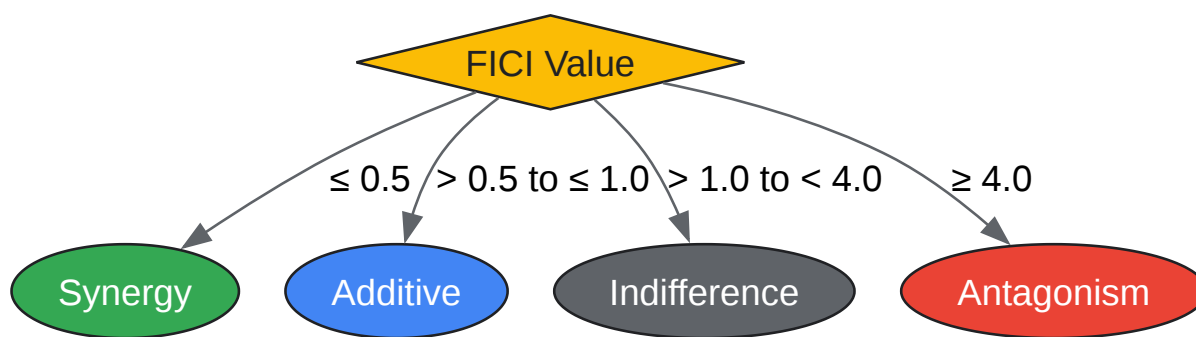 FICI Value
≤ 0.5
> 0.5 to ≤ 1.0
> 1.0 to < 4.0
≥ 4.0
Synergy
Additive
Indifference
Antagonism